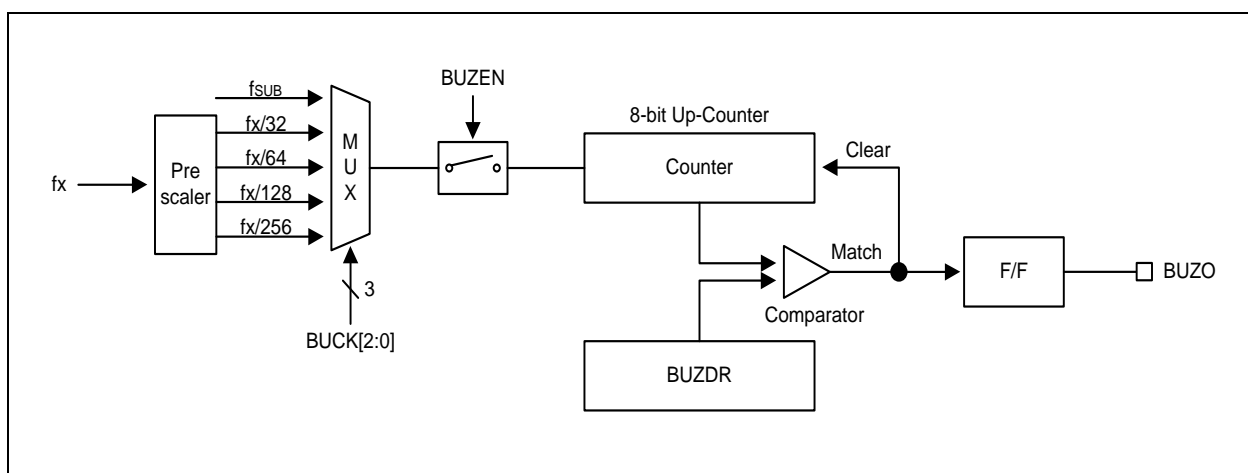 fSUB
BUZEN
8-bit Up-Counter
fx/32
M
U
X
Clear
Counter
fx/64
Pre
scaler
fx
fx/128
fx/256
Match
F/F
BUZO
3
Comparator
BUCK[2:0]
BUZDR